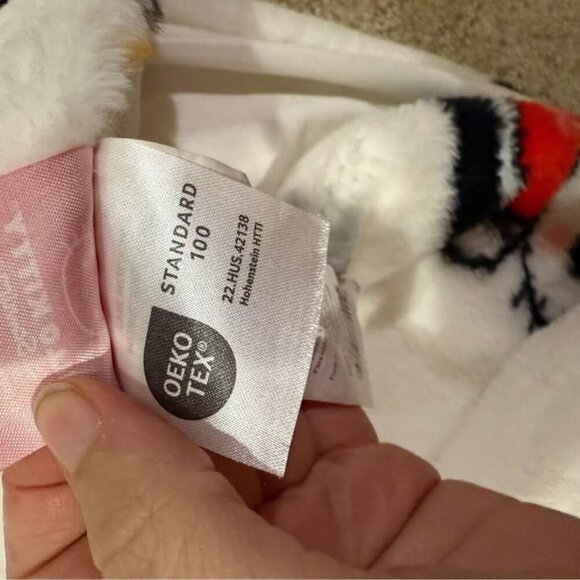 STANDARD
100
22.HUS.42138
Hohenstein HTTI
OEKO
TEX®